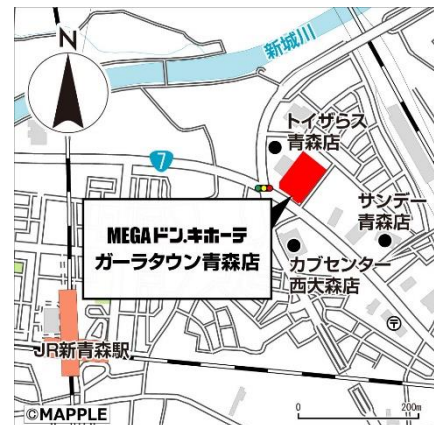 N
新城川
トイザらス
青森店
7
サンデー
青森店
MEGAドン.キホーテ
ガーラタウン青森店
カブセンター
西大森店
〒
JR新青森駅
©MAPPLE
0 200m